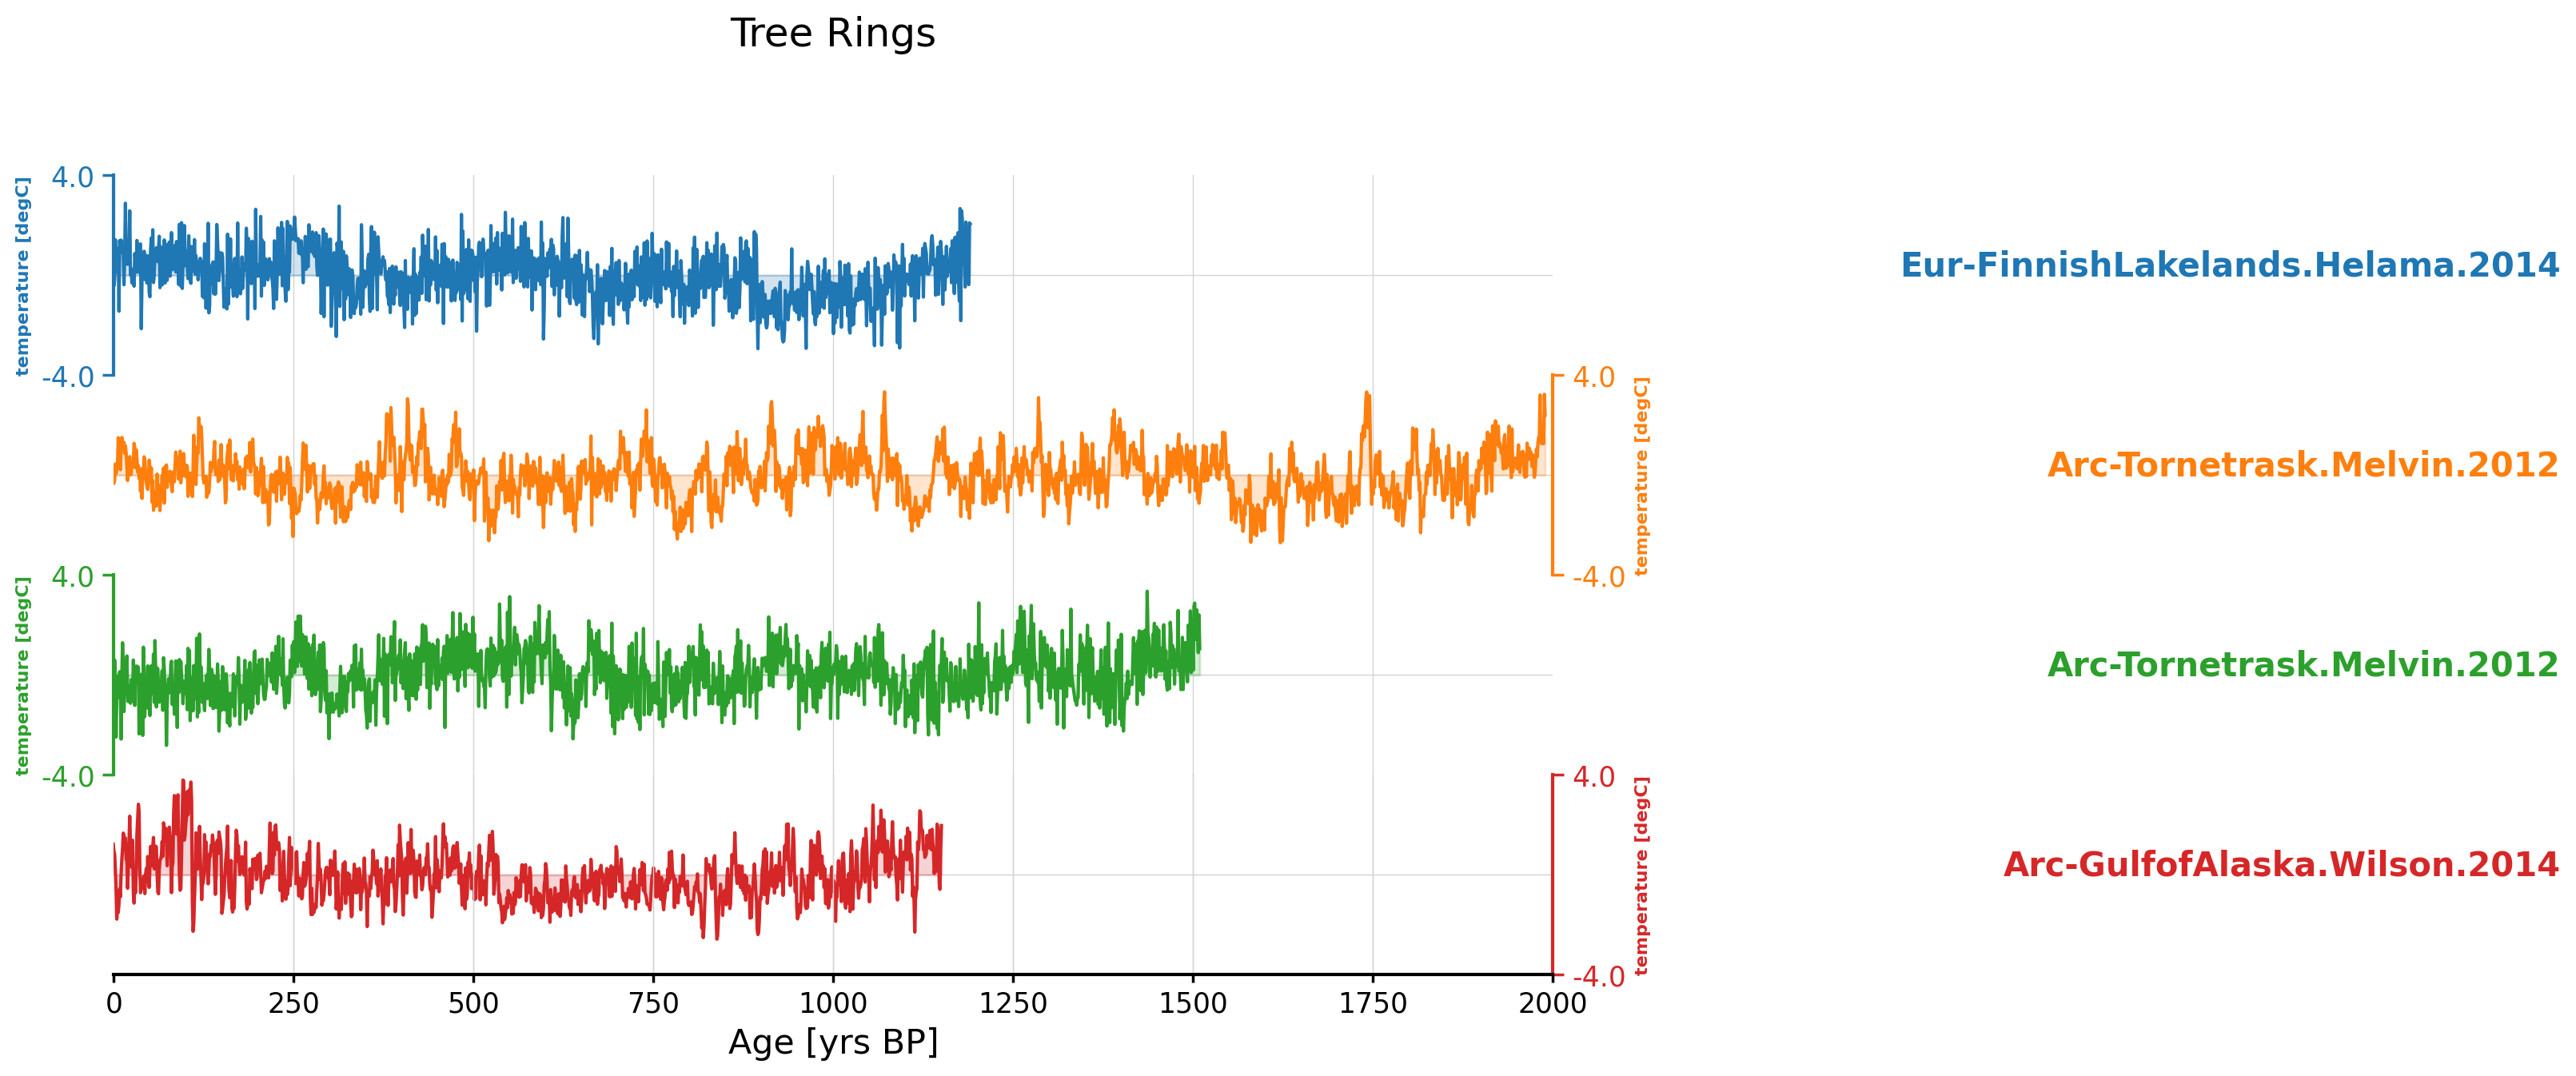 Tree Rings
4.0
temperature [degC]
-4.0
Eur-FinnishLakelands.Helama.2014
4.0
temperature [degC]
-4.0
Arc-Tornetrask.Melvin.2012
4.0
temperature [degC]
-4.0
Arc-Tornetrask.Melvin.2012
4.0
temperature [degC]
-4.0
Arc-GulfofAlaska.Wilson.2014
0 250 500 750 1000 1250 1500 1750 2000
Age [yrs BP]